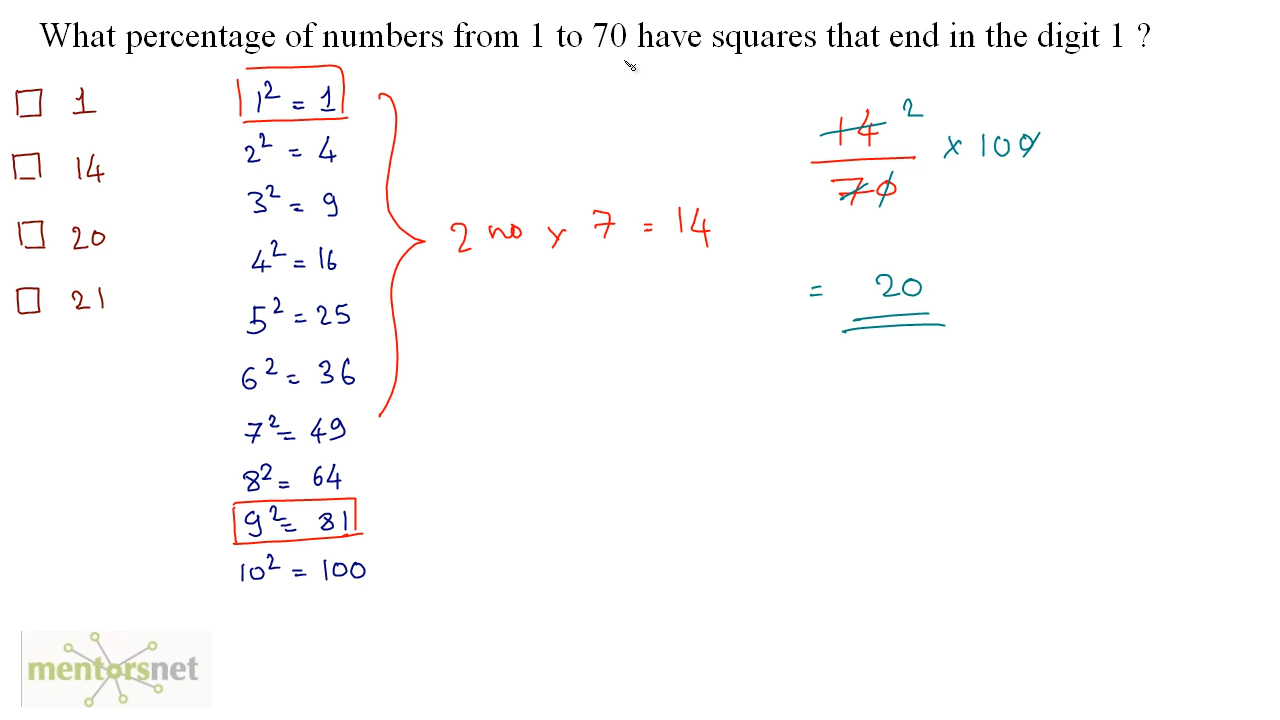 What percentage of numbers from 1 to 70 have squares that end in the digit 1 ?
1
14
20
21
1² = 1
2² = 4
3² = 9
4² = 16
5² = 25
6² = 36
7² = 49
8² = 64
9² = 81
10² = 100
2 no x 7 = 14
14 2
70
x 100
= 20
mentorsnet